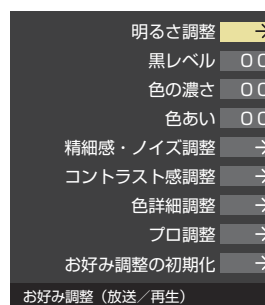 明るさ調整 →
黒レベル 00
色の濃さ 00
色あい 00
精細感・ノイズ調整 →
コントラスト感調整 →
色詳細調整 →
プロ調整 →
お好み調整の初期化 →
お好み調整（放送／再生）